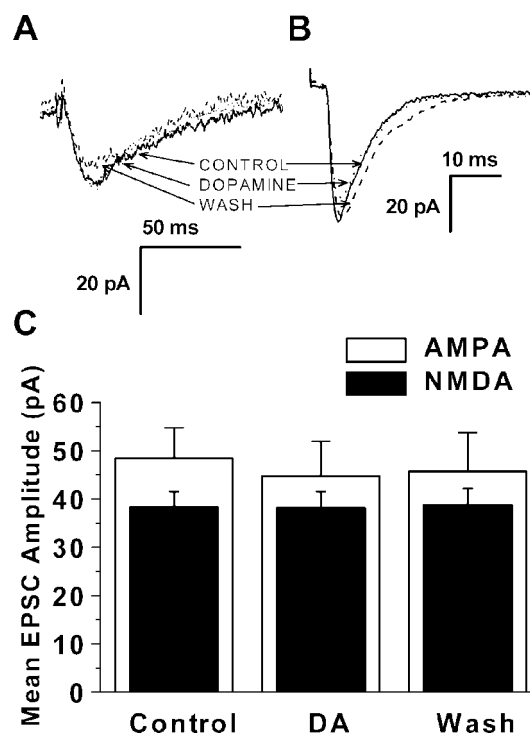 A
B
CONTROL
DOPAMINE
WASH
10 ms
20 pA
50 ms
20 pA
C
AMPA
NMDA
Mean EPSC Amplitude (pA)
60
50
40
30
20
10
0
Control DA Wash